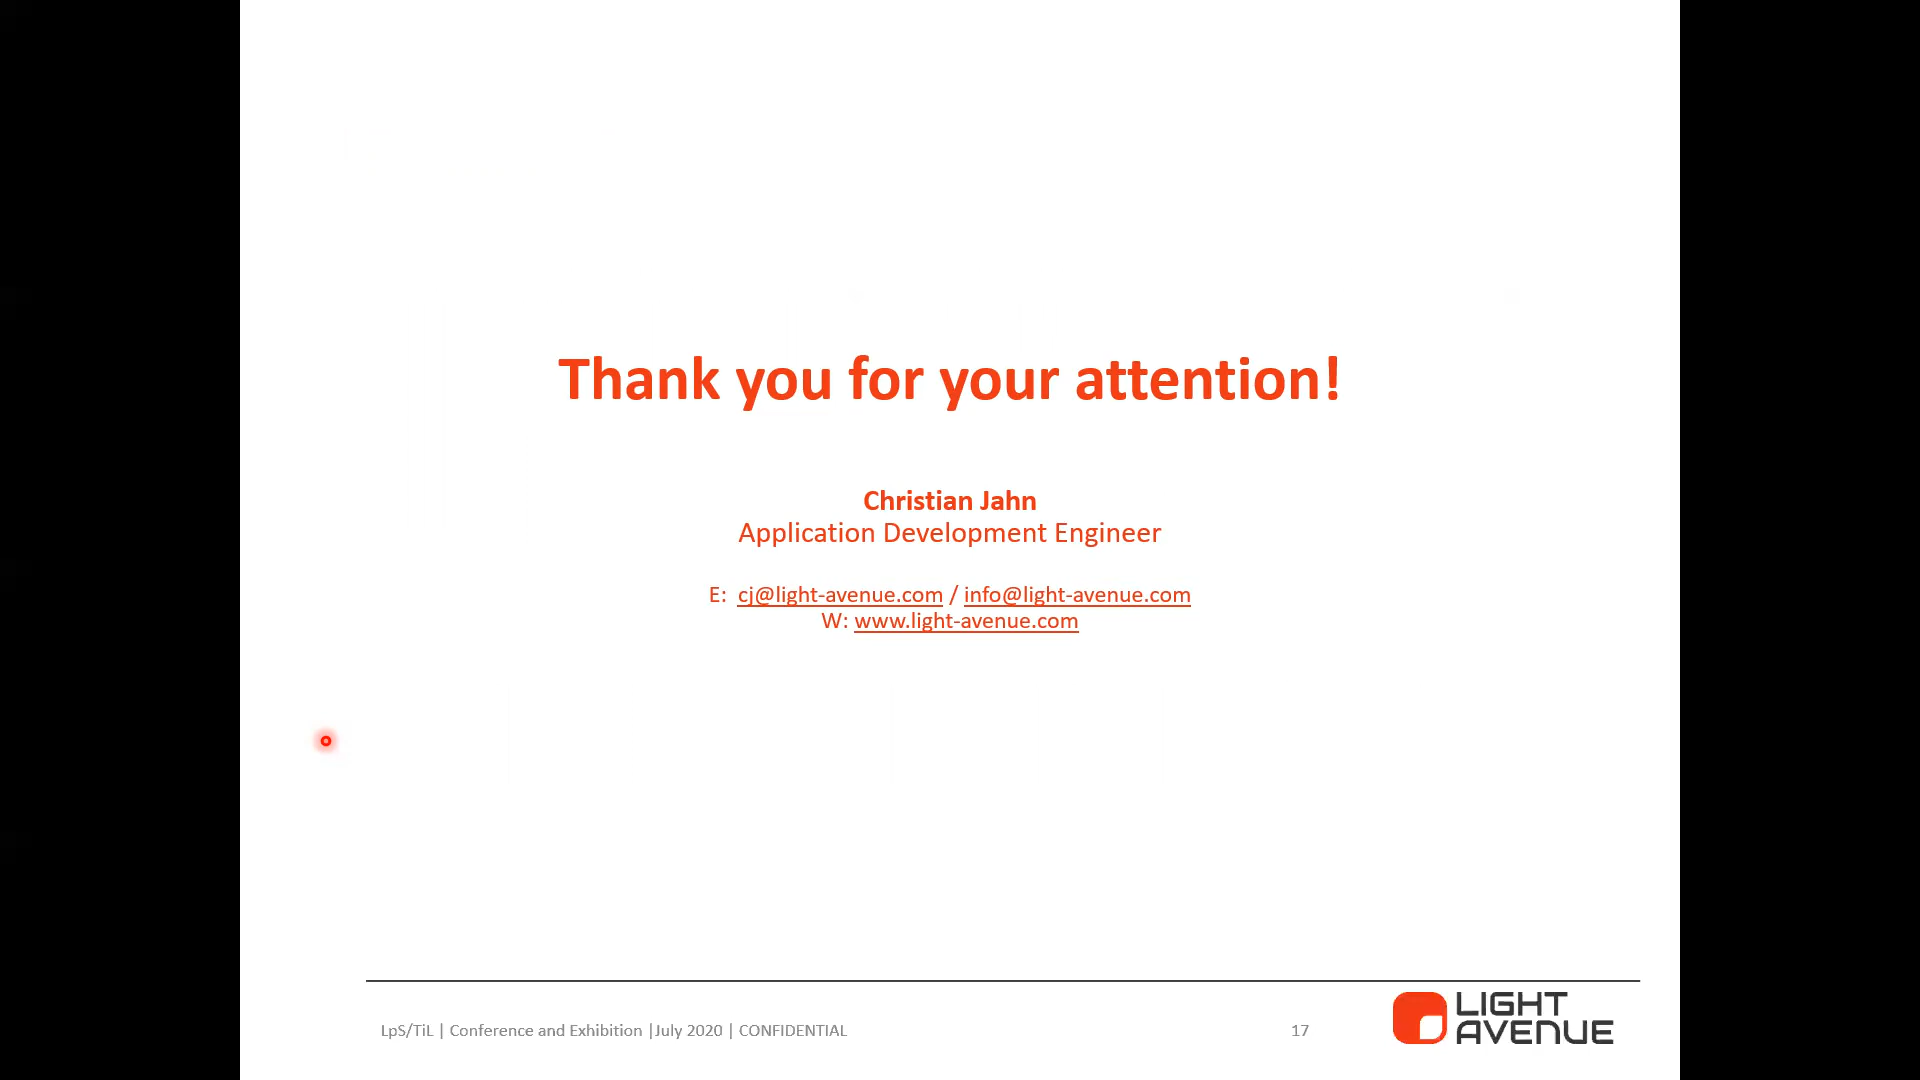 Thank you for your attention!
Christian Jahn
Application Development Engineer
E:  cj@light-avenue.com / info@light-avenue.com
W: www.light-avenue.com
LpS/TiL | Conference and Exhibition |July 2020 | CONFIDENTIAL
17
LIGHT
AVENUE